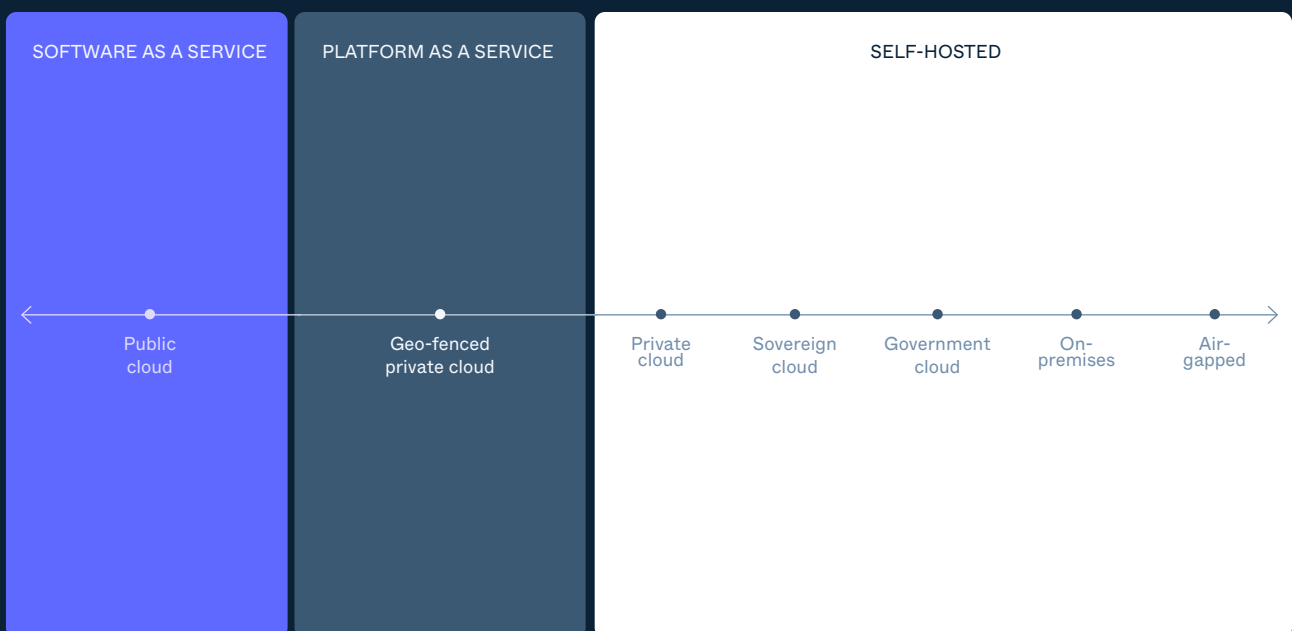 SOFTWARE AS A SERVICE
PLATFORM AS A SERVICE
SELF-HOSTED
Public
cloud
Geo-fenced
private cloud
Private
cloud
Sovereign
cloud
Government
cloud
On-
premises
Air-
gapped